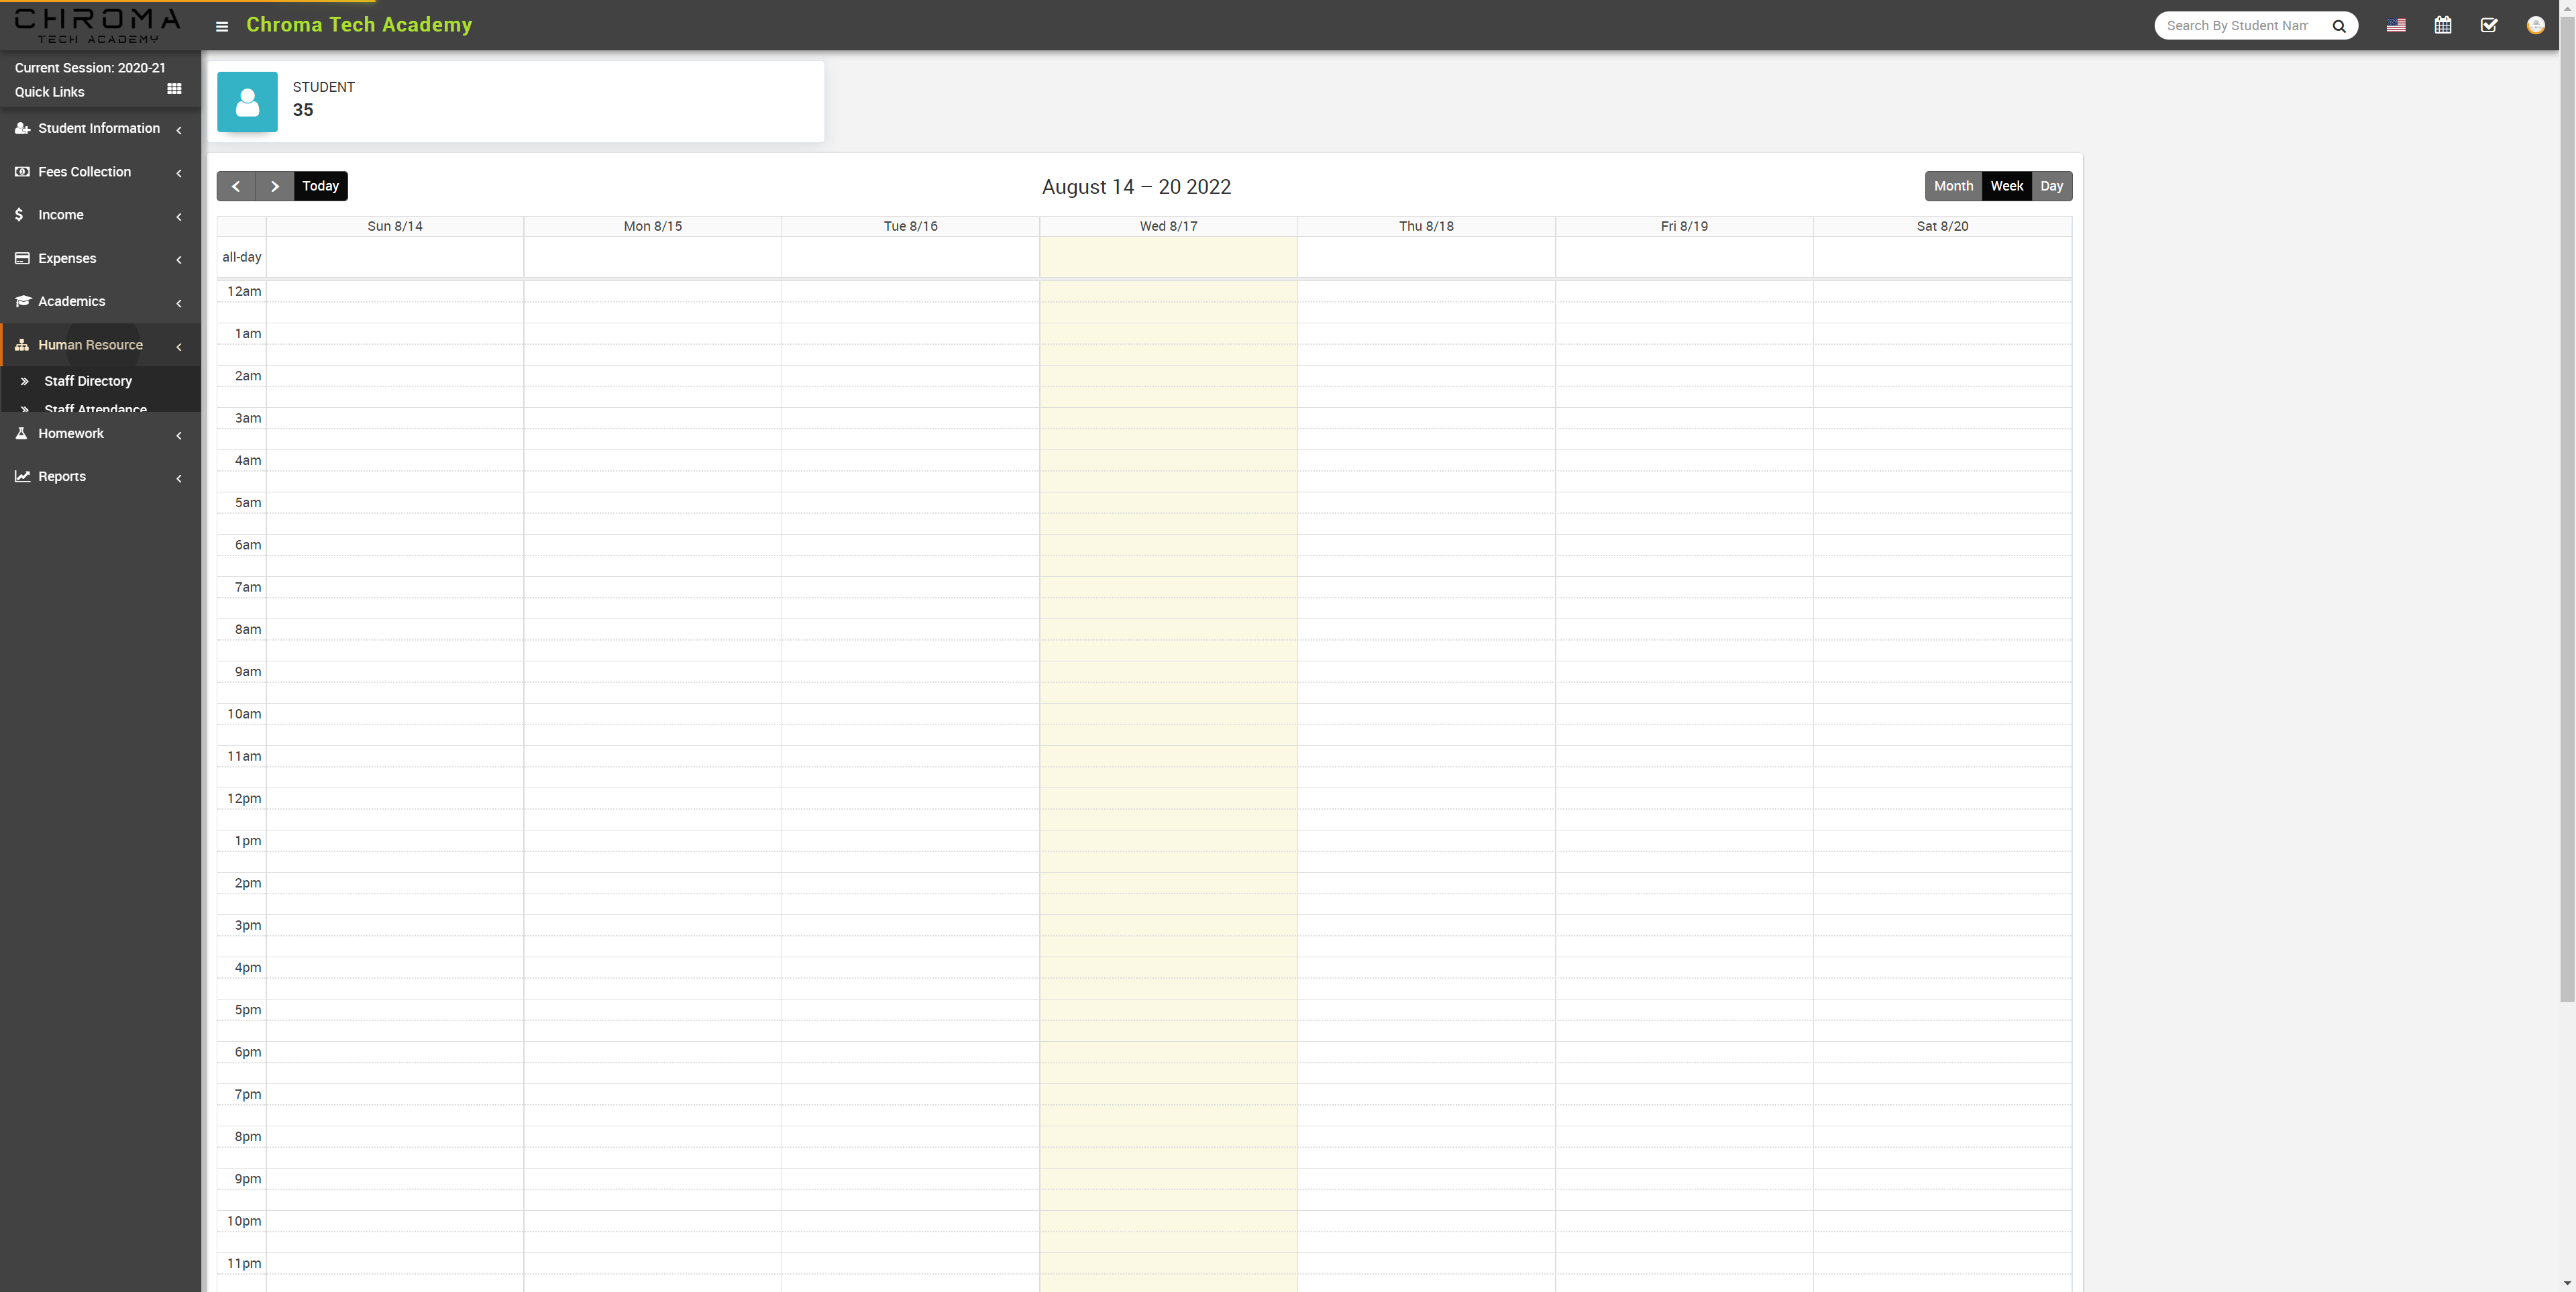 CHROMA
TECH ACADEMY
Chroma Tech Academy
Search By Student Nam
Current Session: 2020-21
Quick Links
Student Information
Fees Collection
Income
Expenses
Academics
Human Resource
Staff Directory
Staff Attendance
Homework
Reports
STUDENT
35
Today
August 14 – 20 2022
Month Week Day
Sun 8/14 Mon 8/15 Tue 8/16 Wed 8/17 Thu 8/18 Fri 8/19 Sat 8/20
all-day
12am
1am
2am
3am
4am
5am
6am
7am
8am
9am
10am
11am
12pm
1pm
2pm
3pm
4pm
5pm
6pm
7pm
8pm
9pm
10pm
11pm